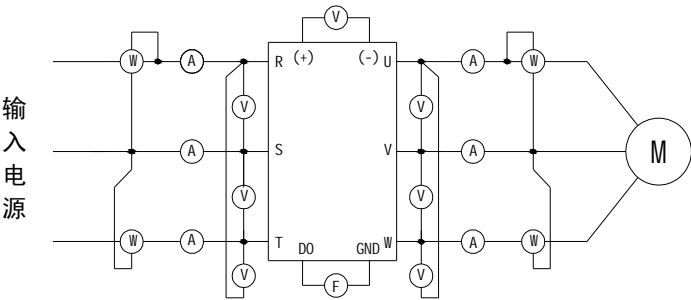 V
W A R (+) (-) U A W
V V
输入电源
A S V A M
V V
W A T DO GND W A W
V F V